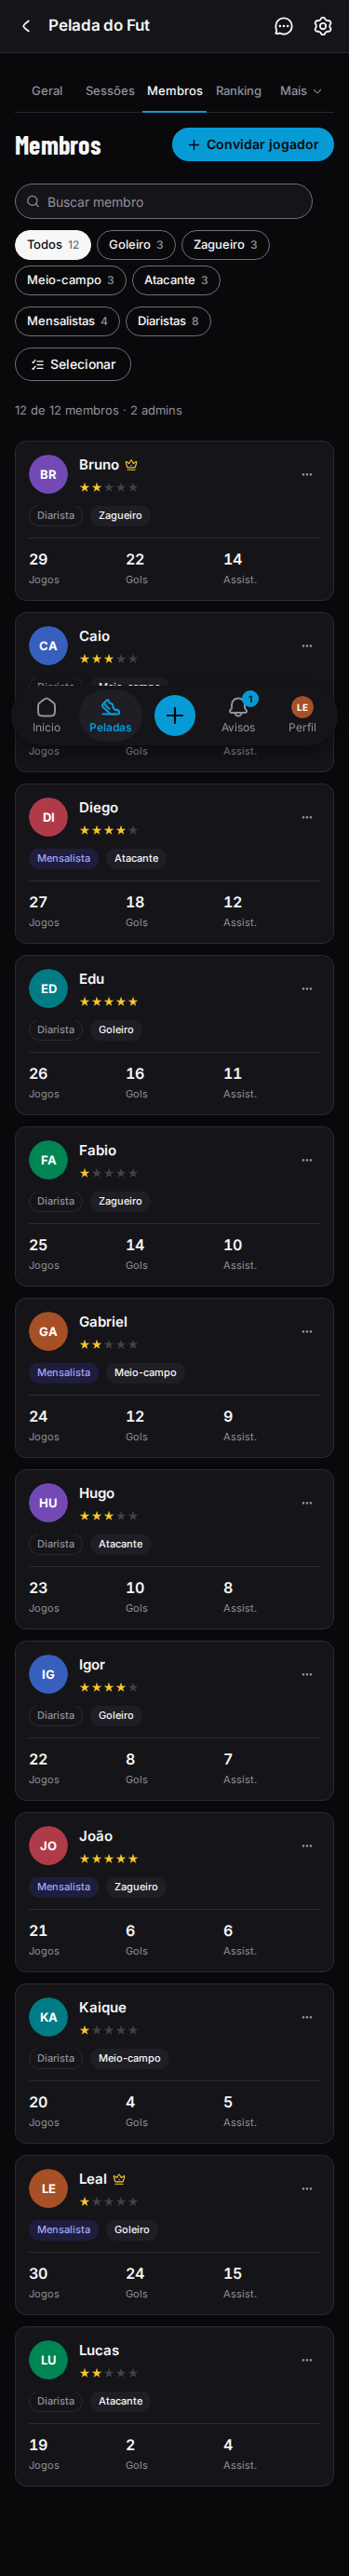 Pelada do Fut
Geral Sessões Membros Ranking Mais
Membros
+ Convidar jogador
Buscar membro
Todos 12 Goleiro 3 Zagueiro 3
Meio-campo 3 Atacante 3
Mensalistas 4 Diaristas 8
Selecionar
12 de 12 membros · 2 admins
BR Bruno
Diarista Zagueiro
29 22 14
Jogos Gols Assist.
CA Caio
Início Peladas + Avisos 1 LE Perfil
Jogos Gols Assist.
DI Diego
Mensalista Atacante
27 18 12
Jogos Gols Assist.
ED Edu
Diarista Goleiro
26 16 11
Jogos Gols Assist.
FA Fabio
Diarista Zagueiro
25 14 10
Jogos Gols Assist.
GA Gabriel
Mensalista Meio-campo
24 12 9
Jogos Gols Assist.
HU Hugo
Diarista Atacante
23 10 8
Jogos Gols Assist.
IG Igor
Diarista Goleiro
22 8 7
Jogos Gols Assist.
JO João
Mensalista Zagueiro
21 6 6
Jogos Gols Assist.
KA Kaique
Diarista Meio-campo
20 4 5
Jogos Gols Assist.
LE Leal
Mensalista Goleiro
30 24 15
Jogos Gols Assist.
LU Lucas
Diarista Atacante
19 2 4
Jogos Gols Assist.